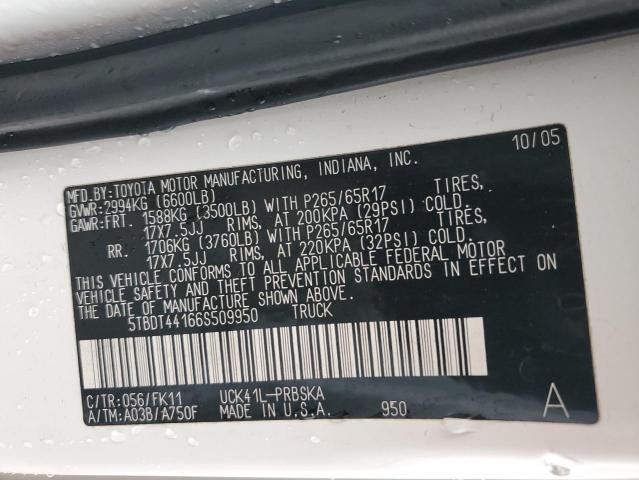 10/05
MFD.BY:TOYOTA MOTOR MANUFACTURING, INDIANA, INC.
GVWR:2994KG (6600LB)
GAWR:FRT. 1588KG (3500LB) WITH P265/65R17 TIRES,
17X7.5JJ RIMS, AT 200KPA (29PSI) COLD.
RR. 1706KG (3760LB) WITH P265/65R17 TIRES,
17X7.5JJ RIMS, AT 220KPA (32PSI) COLD.
THIS VEHICLE CONFORMS TO ALL APPLICABLE FEDERAL MOTOR
VEHICLE SAFETY AND THEFT PREVENTION STANDARDS IN EFFECT ON
THE DATE OF MANUFACTURE SHOWN ABOVE.
5TBDT44166S509950 TRUCK
C/TR:056/FK11 UCK41L-PRBSKA
A/TM:A03B/A750F MADE IN U.S.A. 950 A